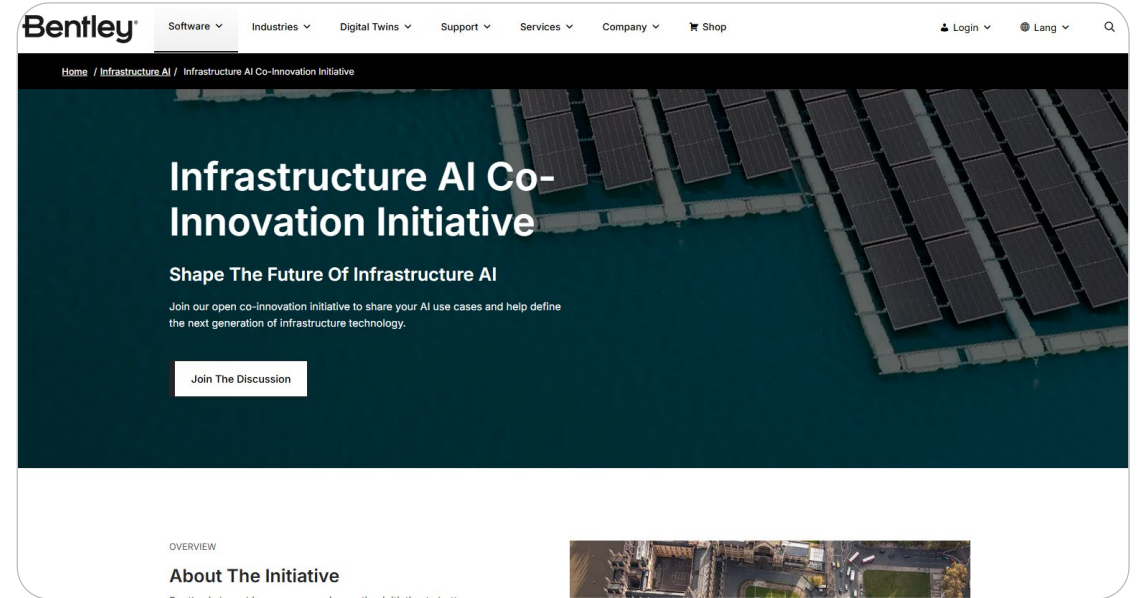 Bentley
Software Industries Digital Twins Support Services Company Shop Login Lang
Home / Infrastructure AI / Infrastructure AI Co-Innovation Initiative
Infrastructure AI Co-
Innovation Initiative
Shape The Future Of Infrastructure AI
Join our open co-innovation initiative to share your AI use cases and help define
the next generation of infrastructure technology.
Join The Discussion
OVERVIEW
About The Initiative